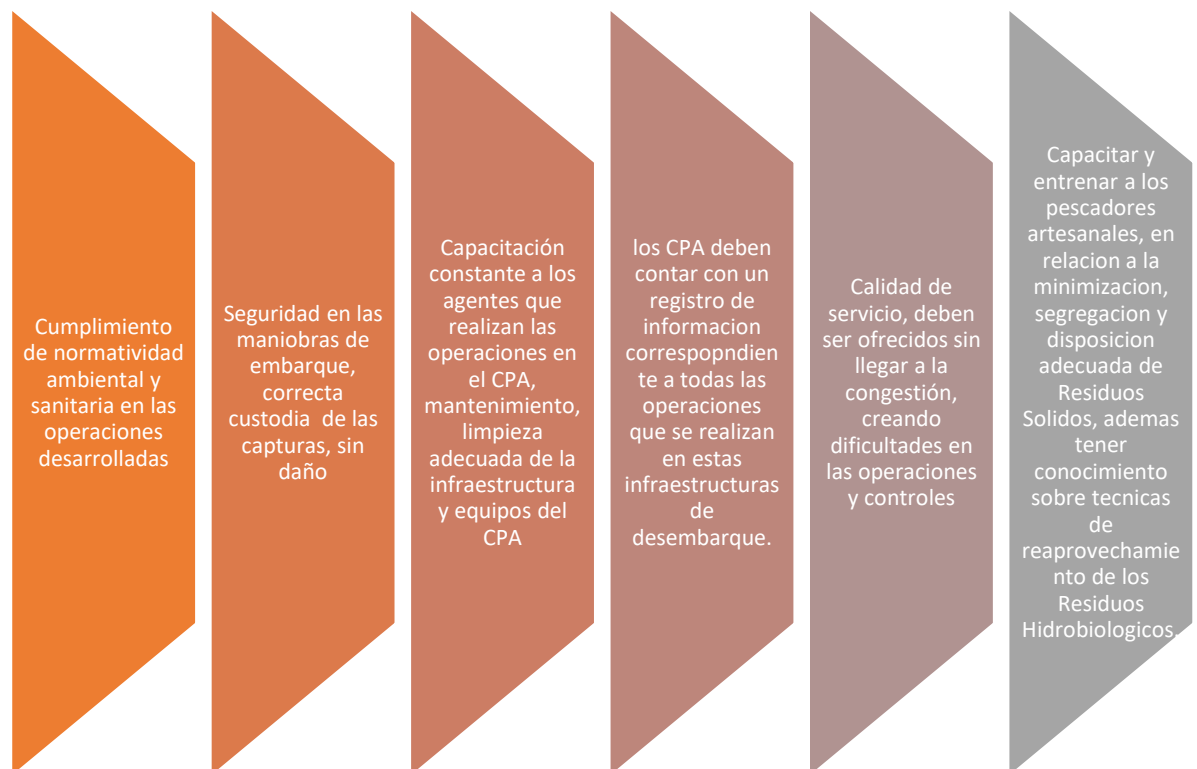 Cumplimiento
de normatividad
ambiental y
sanitaria en las
operaciones
desarrolladas
Seguridad en las
maniobras de
embarque,
correcta
custodia de las
capturas, sin
daño
Capacitación
constante a los
agentes que
realizan las
operaciones en
el CPA,
mantenimiento,
limpieza
adecuada de la
infraestructura
y equipos del
CPA
los CPA deben
contar con un
registro de
informacion
correspopndien
te a todas las
operaciones
que se realizan
en estas
infraestructuras
de
desembarque.
Calidad de
servicio, deben
ser ofrecidos sin
llegar a la
congestión,
creando
dificultades en
las operaciones
y controles
Capacitar y
entrenar a los
pescadores
artesanales, en
relacion a la
minimizacion,
segregacion y
disposicion
adecuada de
Residuos
Solidos, ademas
tener
conocimiento
sobre tecnicas
de
reaprovechamie
nto de los
Residuos
Hidrobiologicos.